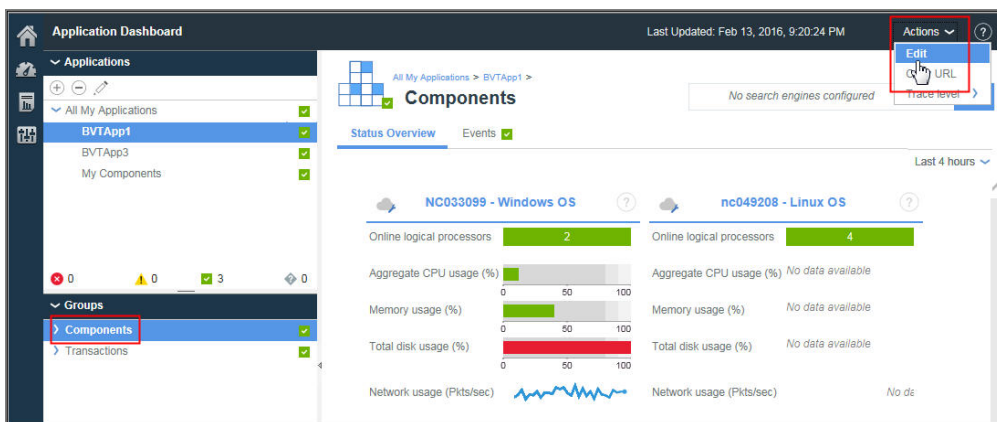 Application Dashboard
Last Updated: Feb 13, 2016, 9:20:24 PM
Actions
?
Edit
URL
Trace level
Applications
All My Applications
BVTApp1
BVTApp3
My Components
0
0
3
0
Groups
Components
Transactions
All My Applications > BVTApp1 >
Components
No search engines configured
Status Overview
Events
Last 4 hours
NC033099 - Windows OS
?
Online logical processors
2
Aggregate CPU usage (%)
0 50 100
Memory usage (%)
0 50 100
Total disk usage (%)
0 50 100
Network usage (Pkts/sec)
nc049208 - Linux OS
?
Online logical processors
4
Aggregate CPU usage (%)
No data available
Memory usage (%)
No data available
Total disk usage (%)
No data available
Network usage (Pkts/sec)
No da